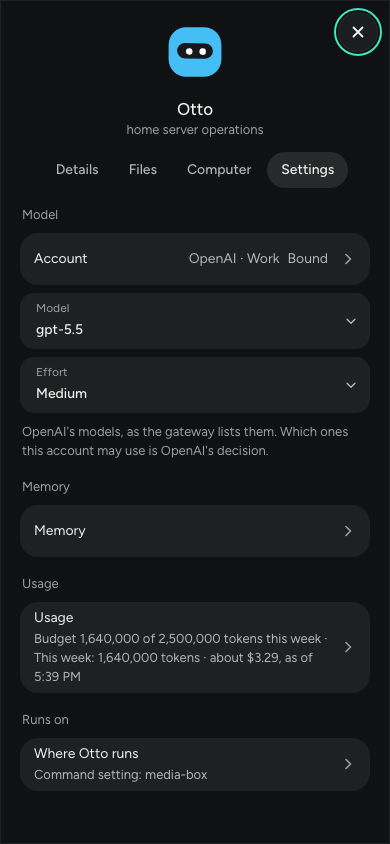 Otto
home server operations
Details Files Computer Settings
Model
Account OpenAI · Work Bound
Model
gpt-5.5
Effort
Medium
OpenAI's models, as the gateway lists them. Which ones
this account may use is OpenAI's decision.
Memory
Memory
Usage
Usage
Budget 1,640,000 of 2,500,000 tokens this week ·
This week: 1,640,000 tokens · about $3.29, as of
5:39 PM
Runs on
Where Otto runs
Command setting: media-box